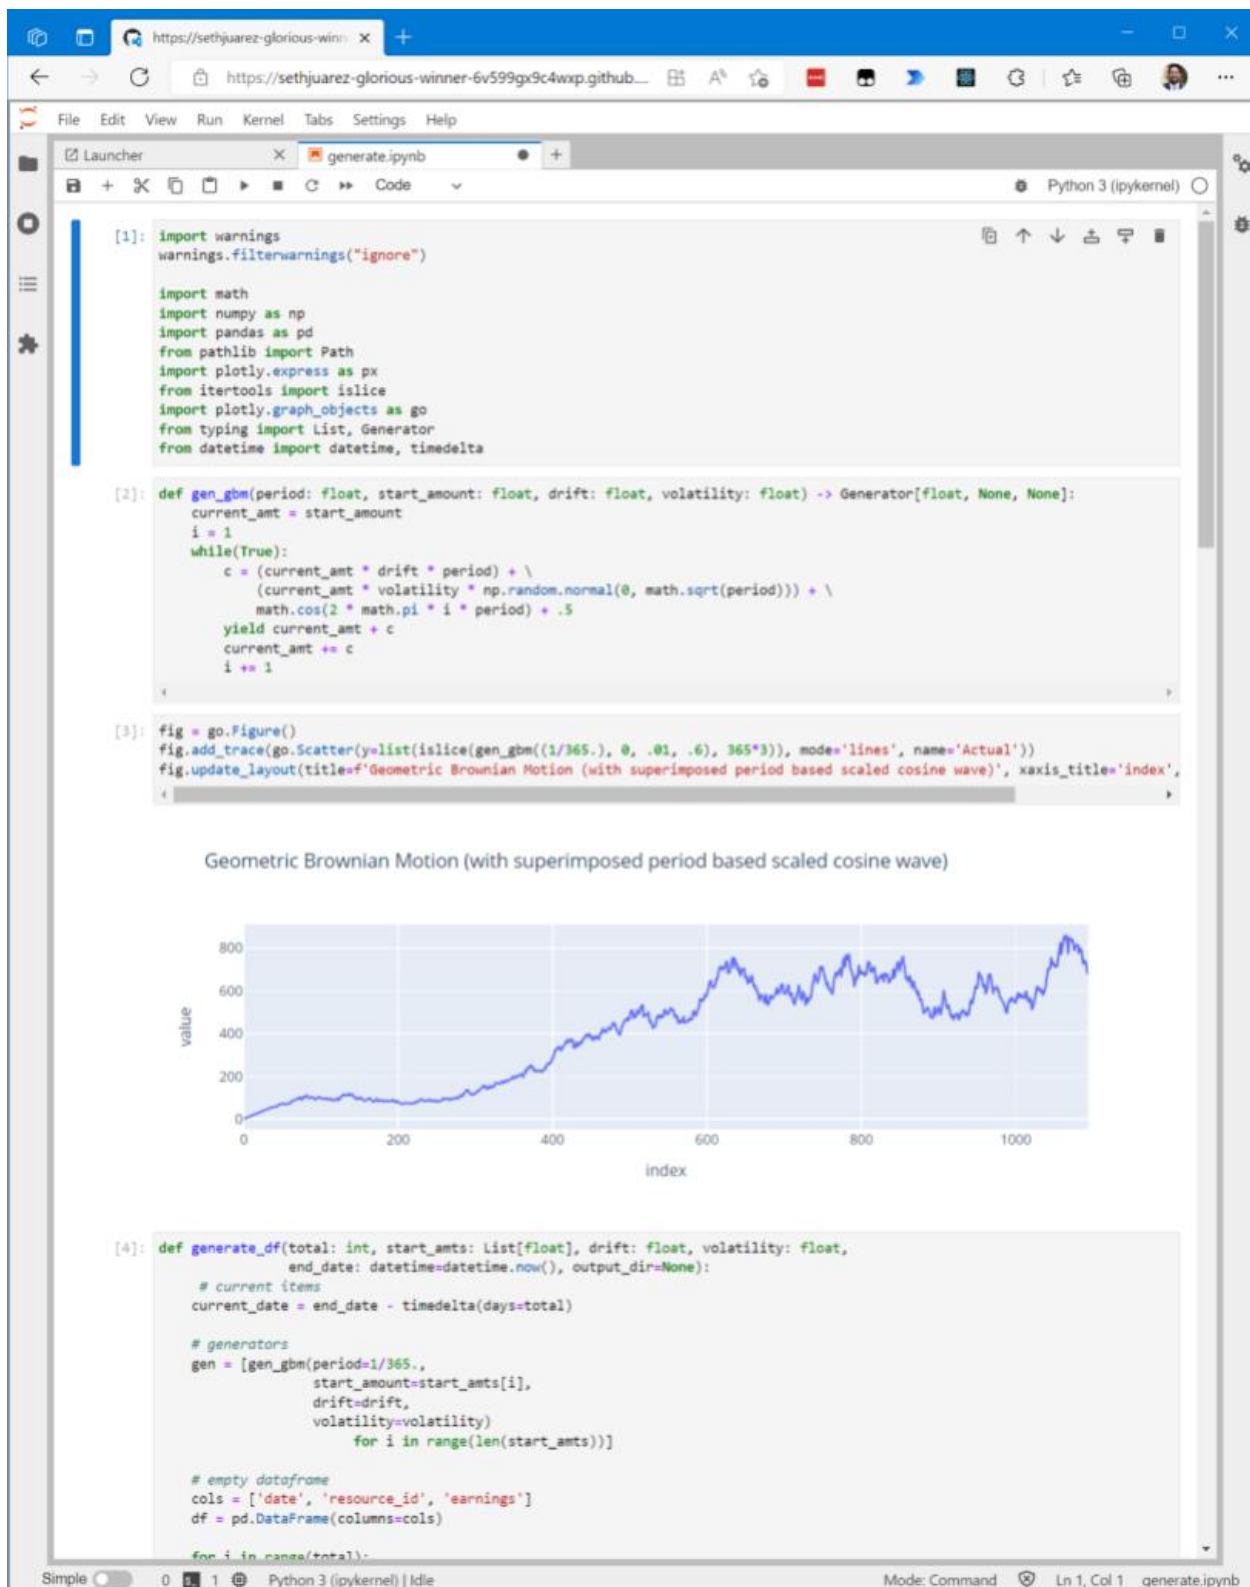 https://sethjuarez-glorious-winn
https://sethjuarez-glorious-winner-6v599gx9c4wxp.github....
File Edit View Run Kernel Tabs Settings Help
Launcher
generate.ipynb
Code
Python 3 (ipykernel)
[1]: import warnings
warnings.filterwarnings("ignore")
import math
import numpy as np
import pandas as pd
from pathlib import Path
import plotly.express as px
from itertools import islice
import plotly.graph_objects as go
from typing import List, Generator
from datetime import datetime, timedelta
[2]: def gen_gbm(period: float, start_amount: float, drift: float, volatility: float) -> Generator[float, None, None]:
current_amt = start_amount
i = 1
while(True):
c = (current_amt * drift * period) + \
(current_amt * volatility * np.random.normal(0, math.sqrt(period))) + \
math.cos(2 * math.pi * i * period) + .5
yield current_amt + c
current_amt += c
i += 1
[3]: fig = go.Figure()
fig.add_trace(go.Scatter(y=list(islice(gen_gbm((1/365.), 0, .01, .6), 365*3)), mode='lines', name='Actual'))
fig.update_layout(title=f'Geometric Brownian Motion (with superimposed period based scaled cosine wave)', xaxis_title='index',
Geometric Brownian Motion (with superimposed period based scaled cosine wave)
800
600
400
200
0
value
0 200 400 600 800 1000
index
[4]: def generate_df(total: int, start_amts: List[float], drift: float, volatility: float,
end_date: datetime=datetime.now(), output_dir=None):
# current items
current_date = end_date - timedelta(days=total)
# generators
gen = [gen_gbm(period=1/365.,
start_amount=start_amts[i],
drift=drift,
volatility=volatility)
for i in range(len(start_amts))]
# empty dataframe
cols = ['date', 'resource_id', 'earnings']
df = pd.DataFrame(columns=cols)
for i in range(total):
Simple 0 1 Python 3 (ipykernel) | Idle Mode: Command Ln 1, Col 1 generate.ipynb